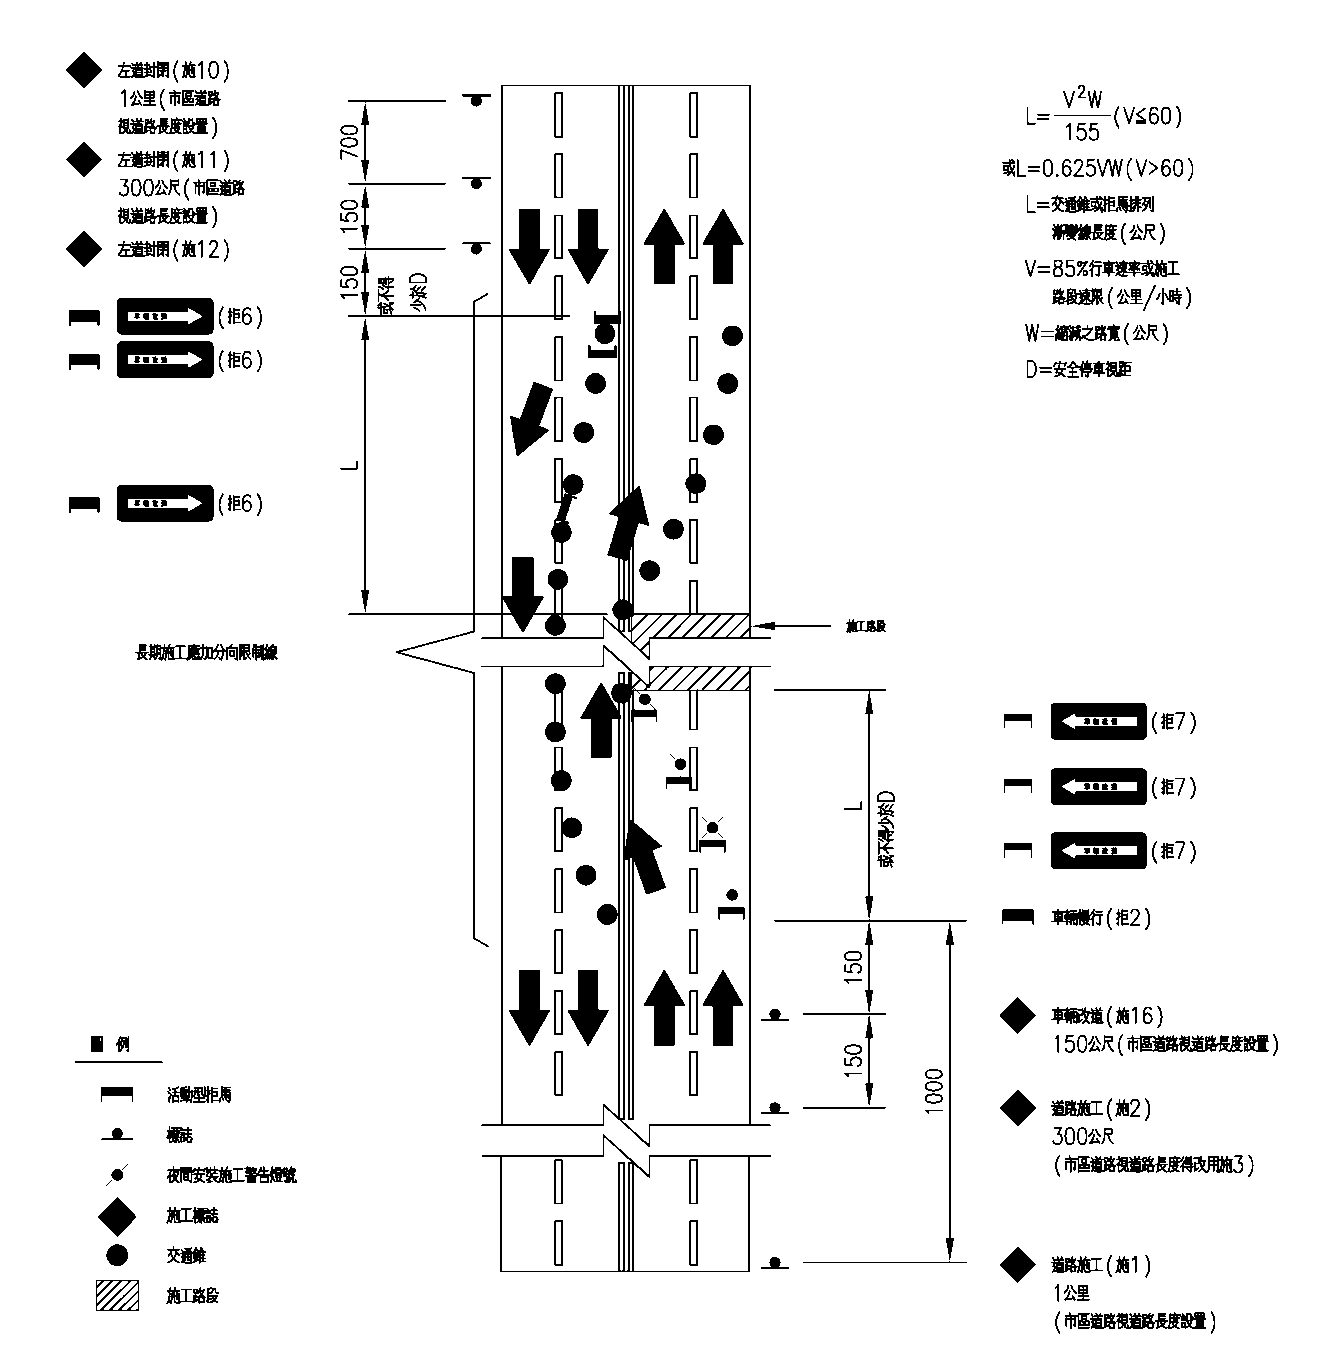 左道封閉(施10)
1公里(市區道路
視道路長度設置)
左道封閉(施11)
300公尺(市區道路
視道路長度設置)
左道封閉(施12)
(拒6)
(拒6)
(拒6)
700
150
150
或不得
少於D
L
長期施工應加分向限制線
L=V²W/155(V≦60)
或L=0.625VW(V>60)
L=交通錐或拒馬排列
漸變線長度(公尺)
V=85%行車速率或施工
路段速限(公里/小時)
W=縮減之路寬(公尺)
D=安全停車視距
施工路段
L
或不得少於D
150
150
1000
車輛改道(拒7)
車輛改道(拒7)
車輛改道(拒7)
車輛慢行(拒2)
車輛改道(施16)
150公尺(市區道路視道路長度設置)
道路施工(施2)
300公尺
(市區道路視道路長度得改用施3)
道路施工(施1)
1公里
(市區道路視道路長度設置)
圖 例
活動型拒馬
標誌
夜間安裝施工警告燈號
施工標誌
交通錐
施工路段